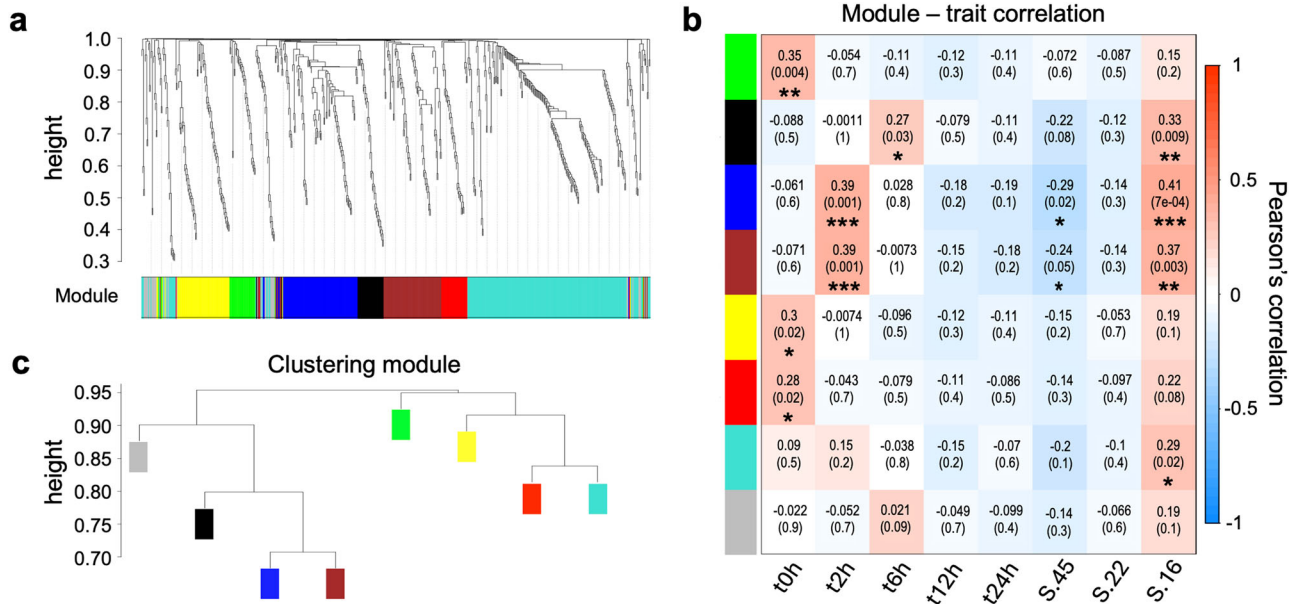 a
1.0
0.9
0.8
0.7
0.6
0.5
0.4
0.3
height
Module
b
Module – trait correlation
0.35 -0.054 -0.11 -0.12 -0.11 -0.072 -0.087 0.15
(0.004) (0.7) (0.4) (0.3) (0.4) (0.6) (0.5) (0.2)
**
-0.088 -0.0011 0.27 -0.079 -0.11 -0.22 -0.12 0.33
(0.5) (1) (0.03) (0.5) (0.4) (0.08) (0.3) (0.009)
* **
-0.061 0.39 0.028 -0.18 -0.19 -0.29 -0.14 0.41
(0.6) (0.001) (0.8) (0.2) (0.1) (0.02) (0.3) (7e-04)
*** * ***
-0.071 0.39 -0.0073 -0.15 -0.18 -0.24 -0.14 0.37
(0.6) (0.001) (1) (0.2) (0.2) (0.05) (0.3) (0.003)
*** * **
0.3 -0.0074 -0.096 -0.12 -0.11 -0.15 -0.053 0.19
(0.02) (1) (0.5) (0.3) (0.4) (0.2) (0.7) (0.1)
*
0.28 -0.043 -0.079 -0.11 -0.086 -0.14 -0.097 0.22
(0.02) (0.7) (0.5) (0.4) (0.5) (0.3) (0.4) (0.08)
*
0.09 0.15 -0.038 -0.15 -0.07 -0.2 -0.1 0.29
(0.5) (0.2) (0.8) (0.2) (0.6) (0.1) (0.4) (0.02)
*
-0.022 -0.052 0.021 -0.049 -0.099 -0.14 -0.066 0.19
(0.9) (0.7) (0.09) (0.7) (0.4) (0.3) (0.6) (0.1)
t0h t2h t6h t12h t24h S.45 S.22 S.16
1
0.5
0
-0.5
-1
Pearson's correlation
c
Clustering module
0.95
0.90
0.85
0.80
0.75
0.70
height